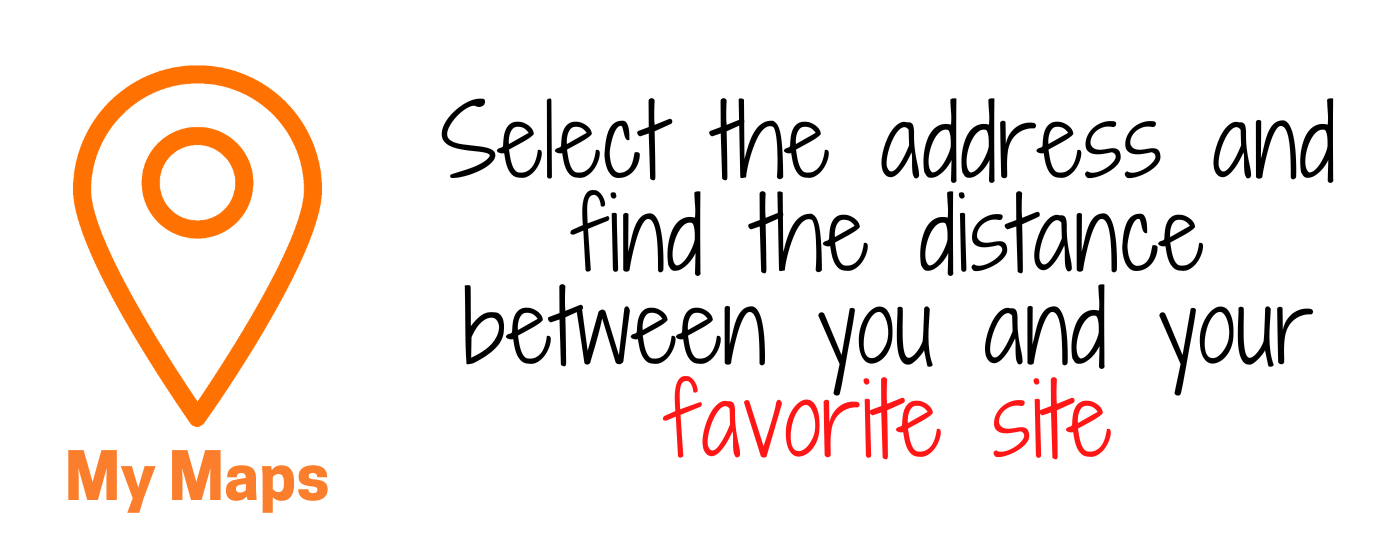 My Maps
Select the address and
find the distance
between you and your
favorite site